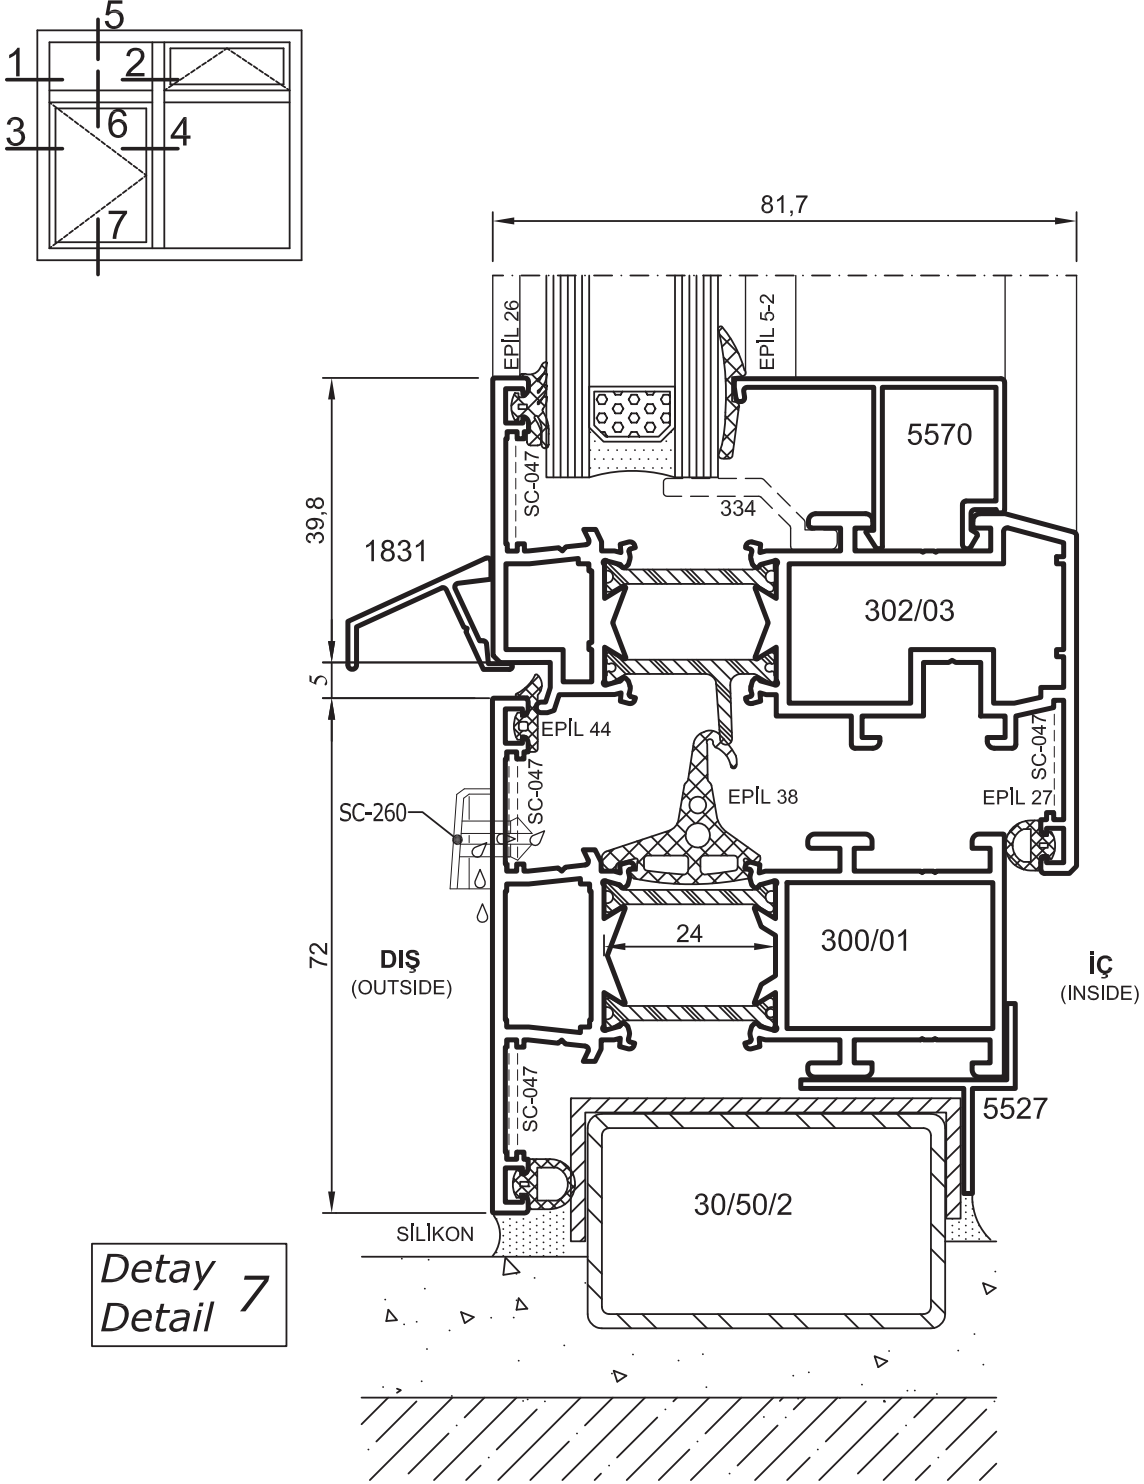 5
1
2
6
3
4
7
81,7
EPİL 26
EPİL 5-2
5570
SC-047
334
39,8
1831
302/03
5
EPİL 44
SC-047
SC-047
EPİL 38
EPİL 27
SC-260
24
300/01
72
DIŞ
(OUTSIDE)
İÇ
(INSIDE)
SC-047
5527
30/50/2
SİLİKON
Detay
Detail 7